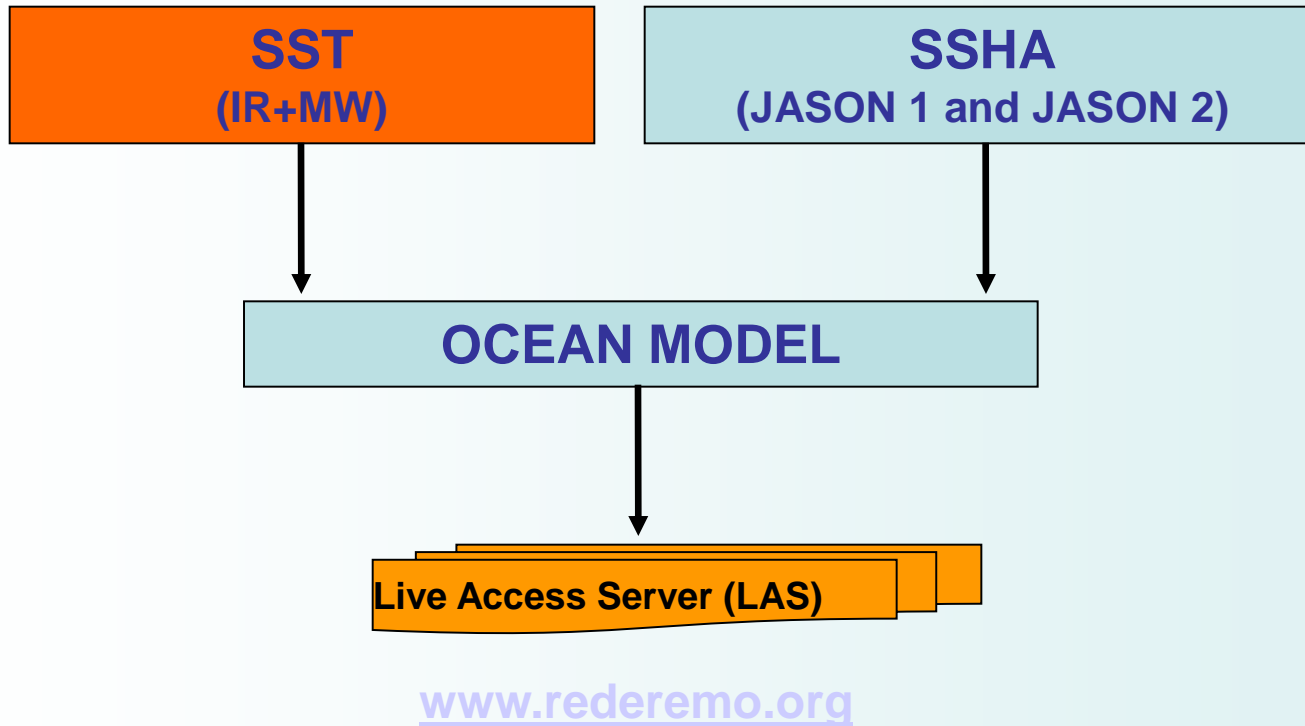 SST
(IR+MW)
SSHA
(JASON 1 and JASON 2)
OCEAN MODEL
Live Access Server (LAS)
www.rederemo.org